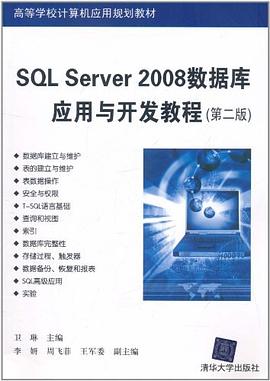 高等学校计算机应用规划教材
SQL Server 2008数据库
应用与开发教程(第二版)
● 数据库建立与维护
● 表的建立与维护
● 表数据操作
● 安全与权限
● T-SQL语言基础
● 查询和视图
● 索引
● 数据库完整性
● 存储过程、触发器
● 数据备份、恢复和报表
● SQL高级应用
● 实验
卫 琳 主编
李 妍 周飞菲 王军委 副主编
清华大学出版社